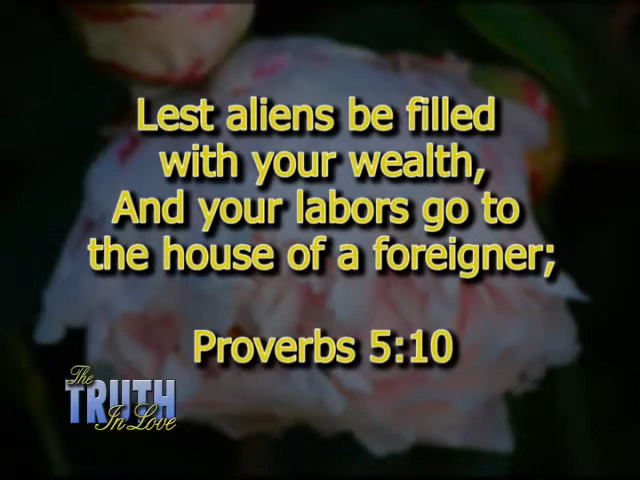 Lest aliens be filled
with your wealth,
And your labors go to
the house of a foreigner;
Proverbs 5:10
The
TRUTH
In Love